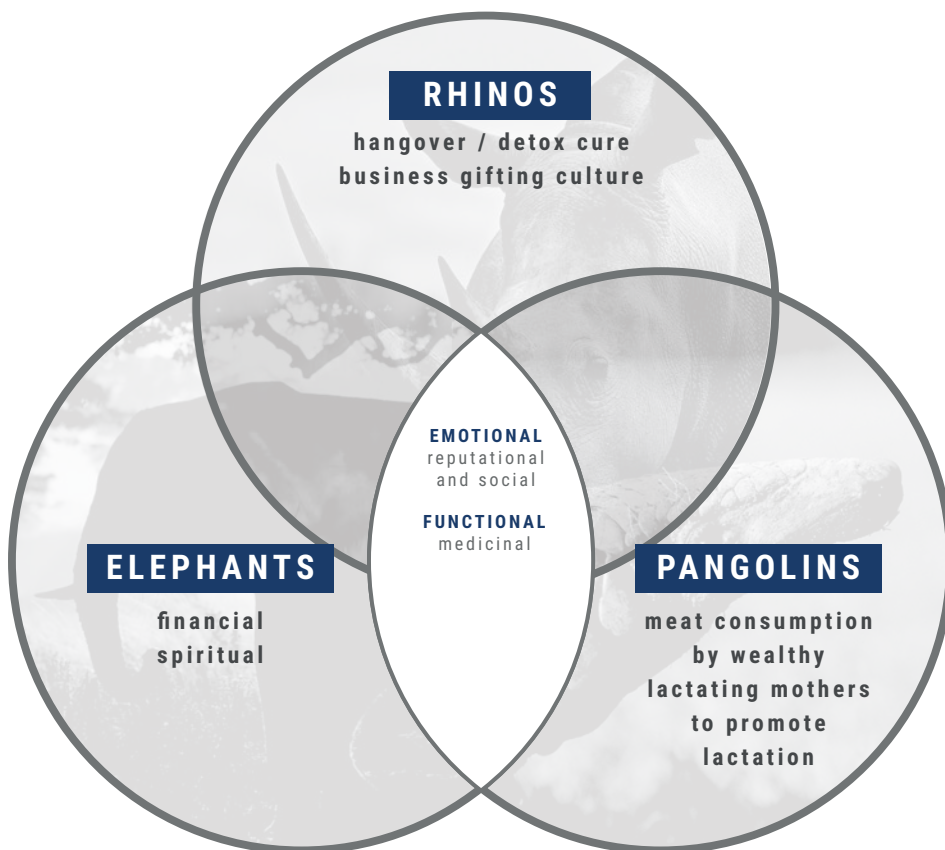 RHINOS
hangover / detox cure
business gifting culture
EMOTIONAL
reputational
and social
FUNCTIONAL
medicinal
ELEPHANTS
financial
spiritual
PANGOLINS
meat consumption
by wealthy
lactating mothers
to promote
lactation